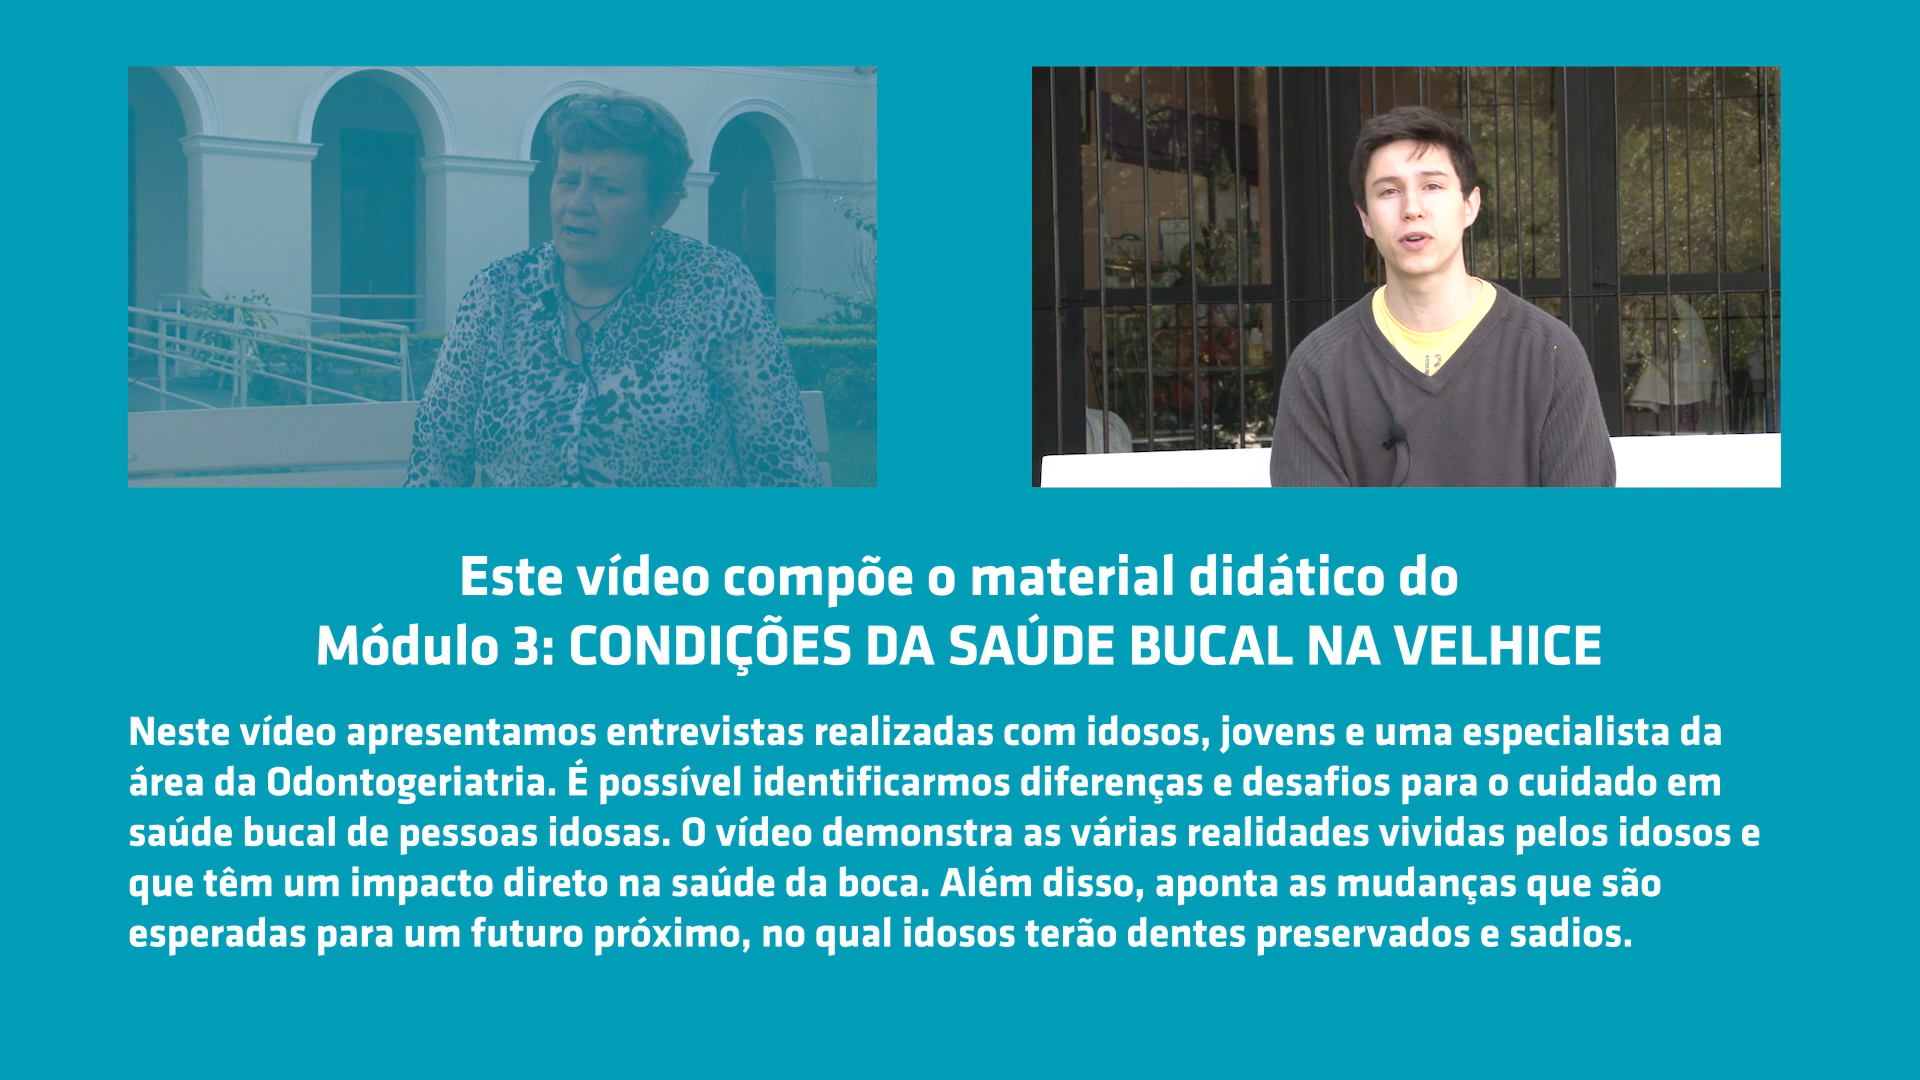 Este vídeo compõe o material didático do
Módulo 3: CONDIÇÕES DA SAÚDE BUCAL NA VELHICE
Neste vídeo apresentamos entrevistas realizadas com idosos, jovens e uma especialista da
área da Odontogeriatria. É possível identificarmos diferenças e desafios para o cuidado em
saúde bucal de pessoas idosas. O vídeo demonstra as várias realidades vividas pelos idosos e
que têm um impacto direto na saúde da boca. Além disso, aponta as mudanças que são
esperadas para um futuro próximo, no qual idosos terão dentes preservados e sadios.